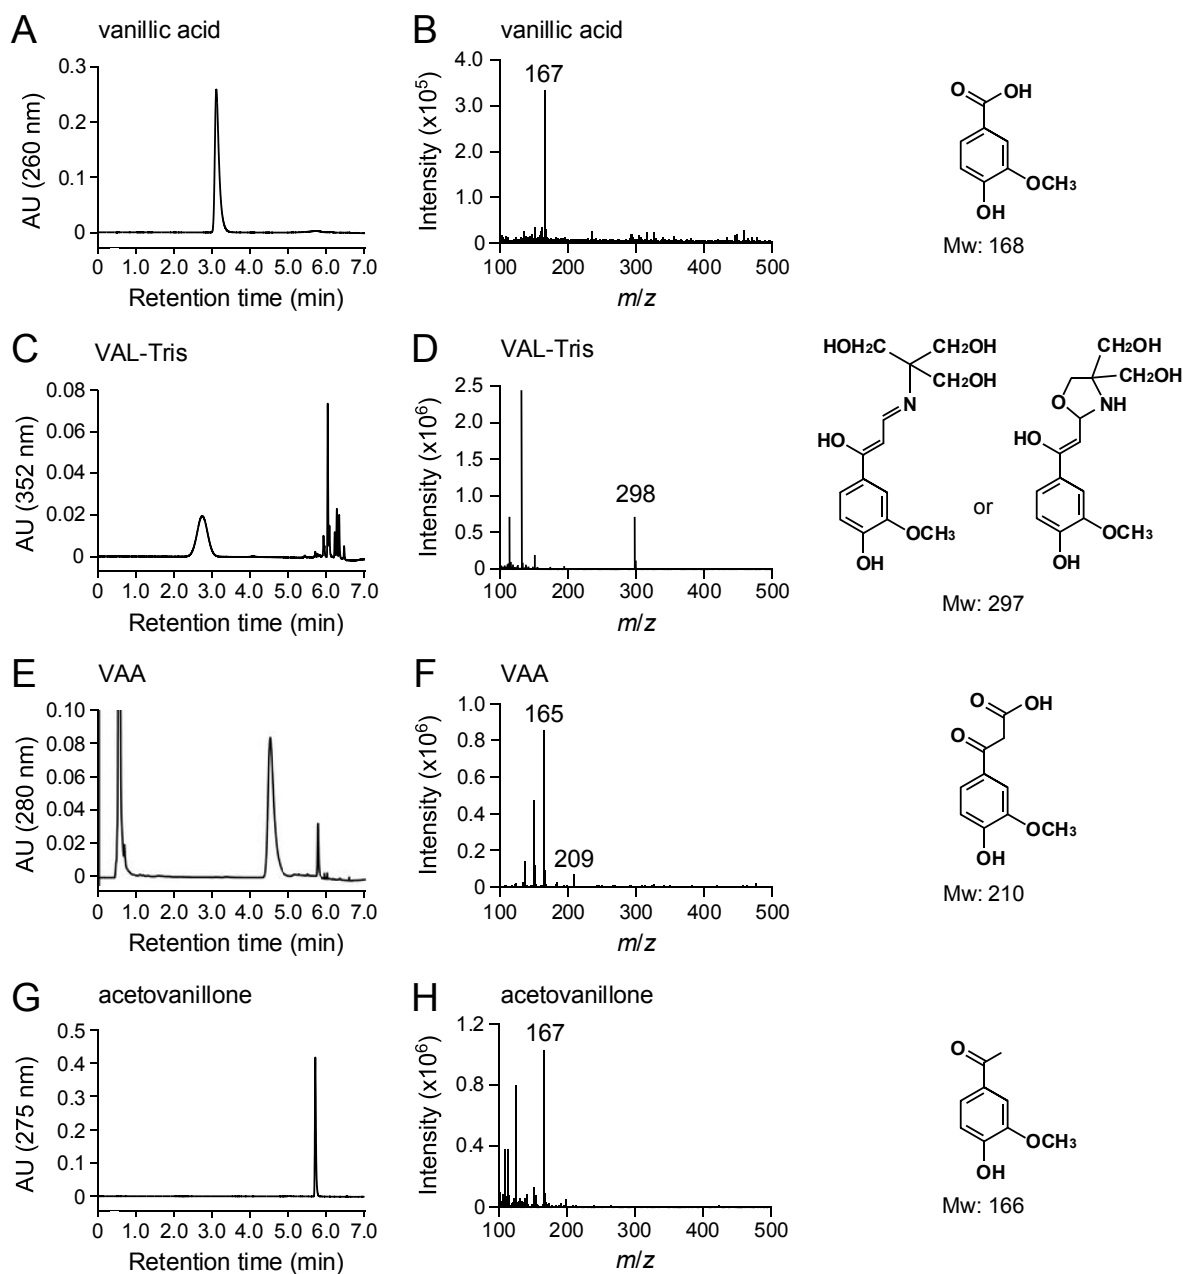 A vanillic acid
0.3
0.2
0.1
0
AU (260 nm)
0 1.0 2.0 3.0 4.0 5.0 6.0 7.0
Retention time (min)
B vanillic acid
4.0
3.0
2.0
1.0
0
Intensity (x10⁵)
167
100 200 300 400 500
m/z
O OH
OCH₃
OH
Mw: 168
C VAL-Tris
0.08
0.06
0.04
0.02
0
AU (352 nm)
0 1.0 2.0 3.0 4.0 5.0 6.0 7.0
Retention time (min)
D VAL-Tris
2.5
2.0
1.5
1.0
0.5
0
Intensity (x10⁶)
298
100 200 300 400 500
m/z
HOH₂C CH₂OH
CH₂OH
N
HO
OCH₃
OH
or
CH₂OH
CH₂OH
O NH
HO
OCH₃
OH
Mw: 297
E VAA
0.10
0.08
0.06
0.04
0.02
0
AU (280 nm)
0 1.0 2.0 3.0 4.0 5.0 6.0 7.0
Retention time (min)
F VAA
1.0
0.8
0.6
0.4
0.2
0
Intensity (x10⁶)
165
209
100 200 300 400 500
m/z
O OH
O
OCH₃
OH
Mw: 210
G acetovanillone
0.5
0.4
0.3
0.2
0.1
0
AU (275 nm)
0 1.0 2.0 3.0 4.0 5.0 6.0 7.0
Retention time (min)
H acetovanillone
1.2
0.8
0.4
0
Intensity (x10⁶)
167
100 200 300 400 500
m/z
O
OCH₃
OH
Mw: 166